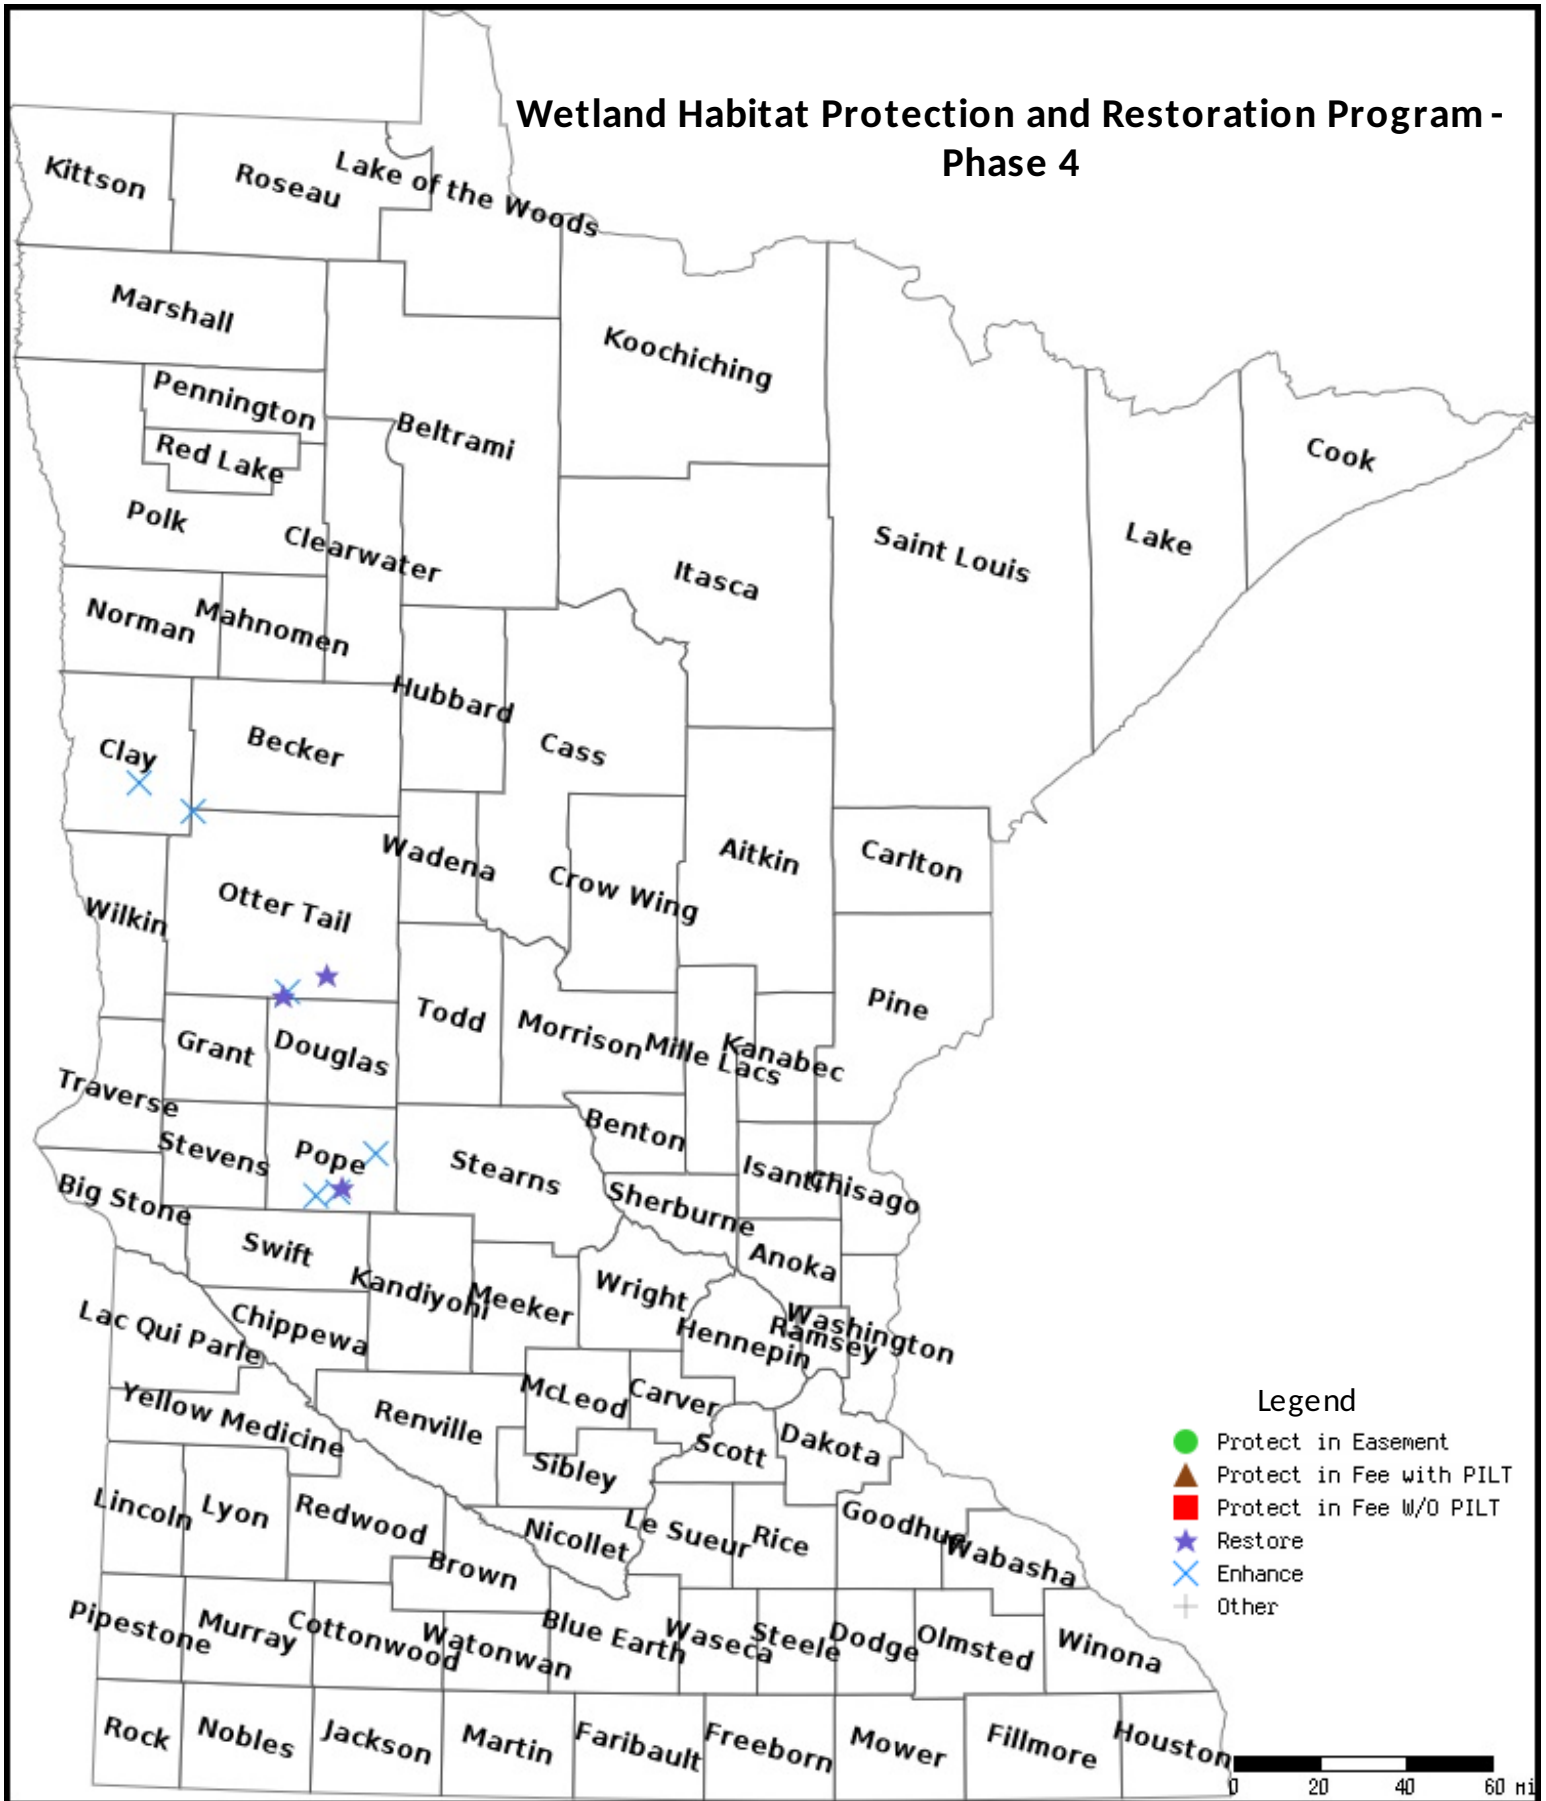 Wetland Habitat Protection and Restoration Program -
Phase 4
Kittson
Roseau
Lake of the Woods
Marshall
Koochiching
Pennington
Beltrami
Red Lake
Cook
Polk
Clearwater
Saint Louis
Lake
Itasca
Norman
Mahnomen
Hubbard
Clay
Becker
Cass
Wadena
Aitkin
Carlton
Crow Wing
Otter Tail
Wilkin
Pine
Todd
Morrison
Mille Lacs
Kanabec
Grant
Douglas
Traverse
Benton
Stevens
Pope
Stearns
Isanti
Chisago
Big Stone
Sherburne
Swift
Anoka
Kandiyohi
Meeker
Wright
Washington
Ramsey
Hennepin
Lac Qui Parle
Chippewa
McLeod
Carver
Yellow Medicine
Renville
Scott
Dakota
Sibley
Lincoln
Lyon
Redwood
Nicollet
Le Sueur
Rice
Goodhue
Wabasha
Brown
Pipestone
Murray
Cottonwood
Watonwan
Blue Earth
Waseca
Steele
Dodge
Olmsted
Winona
Rock
Nobles
Jackson
Martin
Faribault
Freeborn
Mower
Fillmore
Houston
Legend
Protect in Easement
Protect in Fee with PILT
Protect in Fee W/O PILT
Restore
Enhance
Other
0 20 40 60 mi